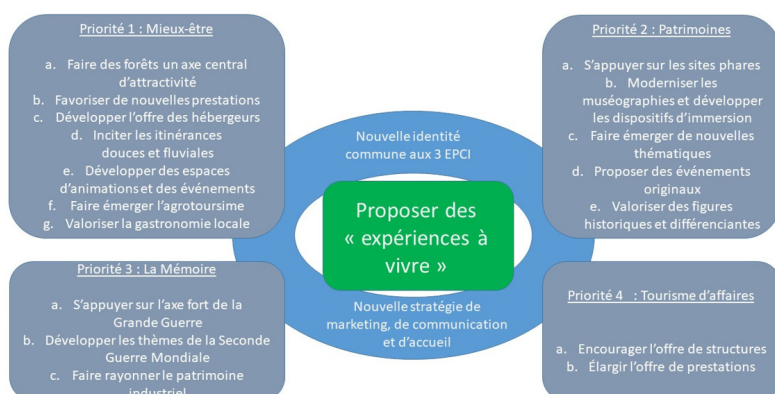 Priorité 1 : Mieux-être
a. Faire des forêts un axe central
d'attractivité
b. Favoriser de nouvelles prestations
c. Développer l'offre des hébergeurs
d. Inciter les itinérances
douces et fluviales
e. Développer des espaces
d'animations et des événements
f. Faire émerger l'agrotoursime
g. Valoriser la gastronomie locale
Priorité 2 : Patrimoines
a. S'appuyer sur les sites phares
b. Moderniser les
muséographies et développer
les dispositifs d'immersion
c. Faire émerger de nouvelles
thématiques
d. Proposer des événements
originaux
e. Valoriser des figures
historiques et différenciantes
Nouvelle identité
commune aux 3 EPCI
Proposer des
« expériences à
vivre »
Nouvelle stratégie de
marketing, de communication
et d'accueil
Priorité 3 : La Mémoire
a. S'appuyer sur l'axe fort de la
Grande Guerre
b. Développer les thèmes de la Seconde
Guerre Mondiale
c. Faire rayonner le patrimoine
industriel
Priorité 4 : Tourisme d'affaires
a. Encourager l'offre de structures
b. Élargir l'offre de prestations